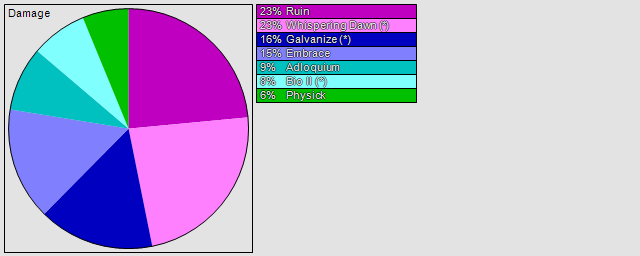 Damage
23% Ruin
23% Whispering Dawn (*)
16% Galvanize (*)
15% Embrace
9% Adloquium
8% Bio II (*)
6% Physick